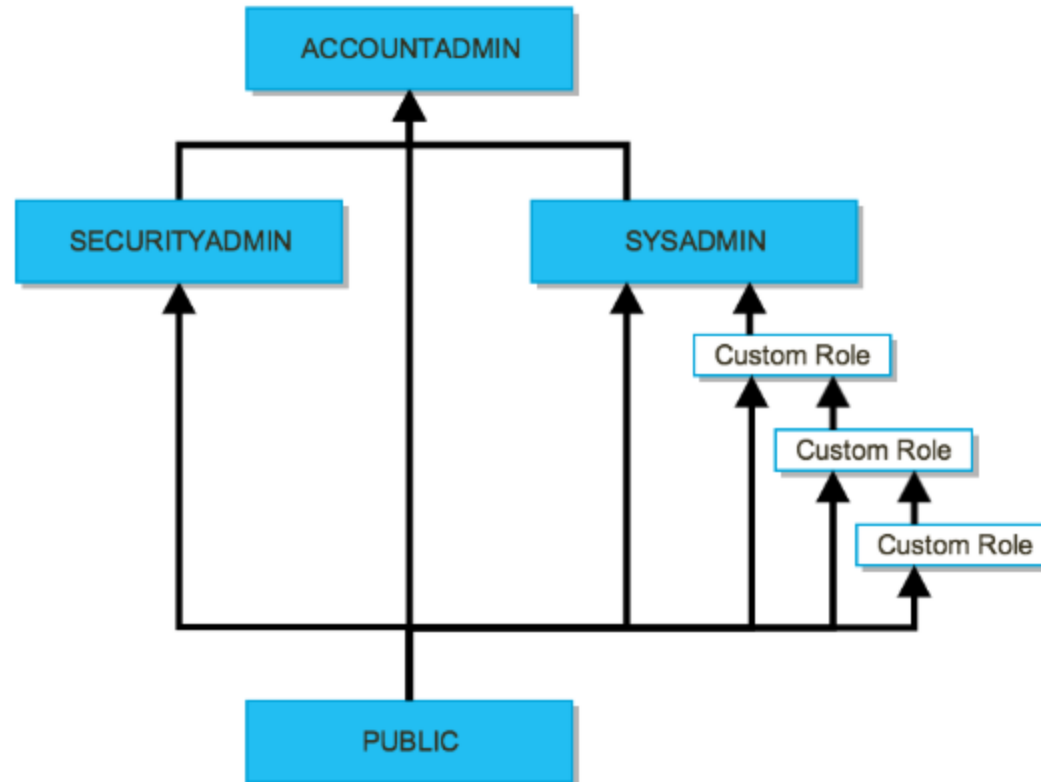 ACCOUNTADMIN
SECURITYADMIN
SYSADMIN
Custom Role
Custom Role
Custom Role
PUBLIC